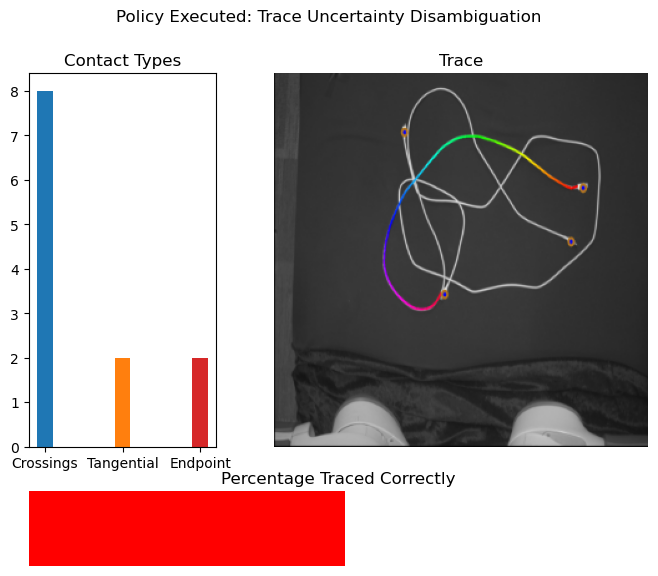 Policy Executed: Trace Uncertainty Disambiguation
Contact Types
Trace
8
7
6
5
4
3
2
1
0
Crossings
Tangential
Endpoint
Percentage Traced Correctly